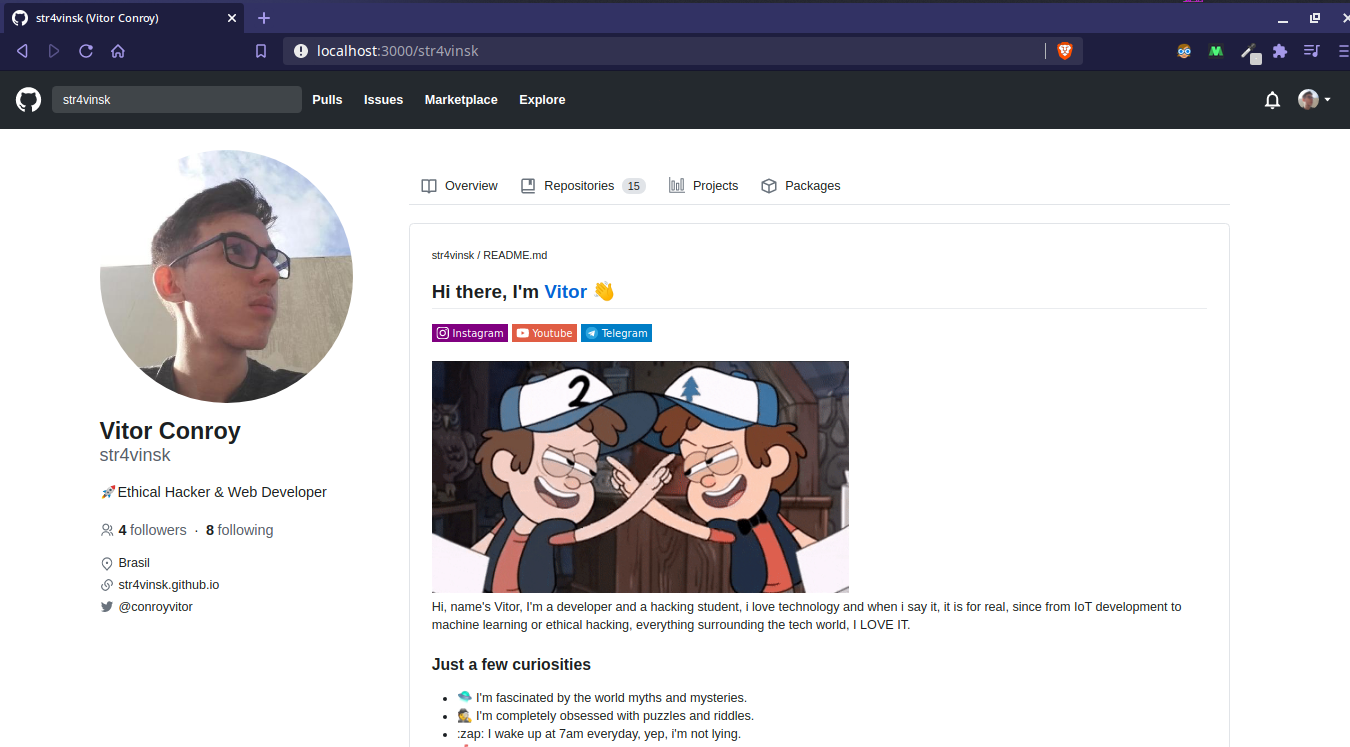 str4vinsk (Vitor Conroy)
localhost:3000/str4vinsk
str4vinsk
Pulls Issues Marketplace Explore
Overview Repositories 15 Projects Packages
str4vinsk / README.md
Hi there, I'm Vitor 👋
Instagram Youtube Telegram
2
Vitor Conroy
str4vinsk
🚀Ethical Hacker & Web Developer
4 followers · 8 following
Brasil
str4vinsk.github.io
@conroyvitor
Hi, name's Vitor, I'm a developer and a hacking student, i love technology and when i say it, it is for real, since from IoT development to
machine learning or ethical hacking, everything surrounding the tech world, I LOVE IT.
Just a few curiosities
• 🛸 I'm fascinated by the world myths and mysteries.
• 🕵 I'm completely obsessed with puzzles and riddles.
• :zap: I wake up at 7am everyday, yep, i'm not lying.